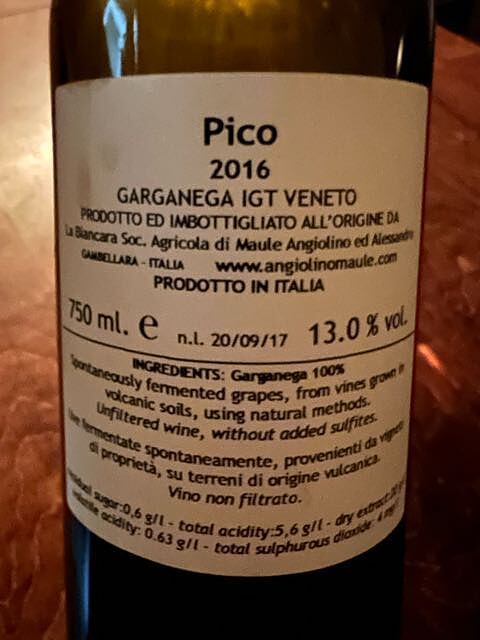 Pico
2016
GARGANEGA IGT VENETO
PRODOTTO ED IMBOTTIGLIATO ALL'ORIGINE DA
La Biancara Soc. Agricola di Maule Angiolino ed Alessandro
GAMBELLARA - ITALIA www.angiolinomaule.com
PRODOTTO IN ITALIA
750 ml. e n.l. 20/09/17 13.0 % vol.
INGREDIENTS: Garganega 100%
Spontaneously fermented grapes, from vines grown in
volcanic soils, using natural methods.
Unfiltered wine, without added sulfites.
fermentate spontaneamente, provenienti da vigneti
di proprietà, su terreni di origine vulcanica.
Vino non filtrato.
sugar:0,6 g/l - total acidity:5,6 g/l - dry extract:
volatile acidity: 0.63 g/l - total sulphurous dioxide: 4 mg/